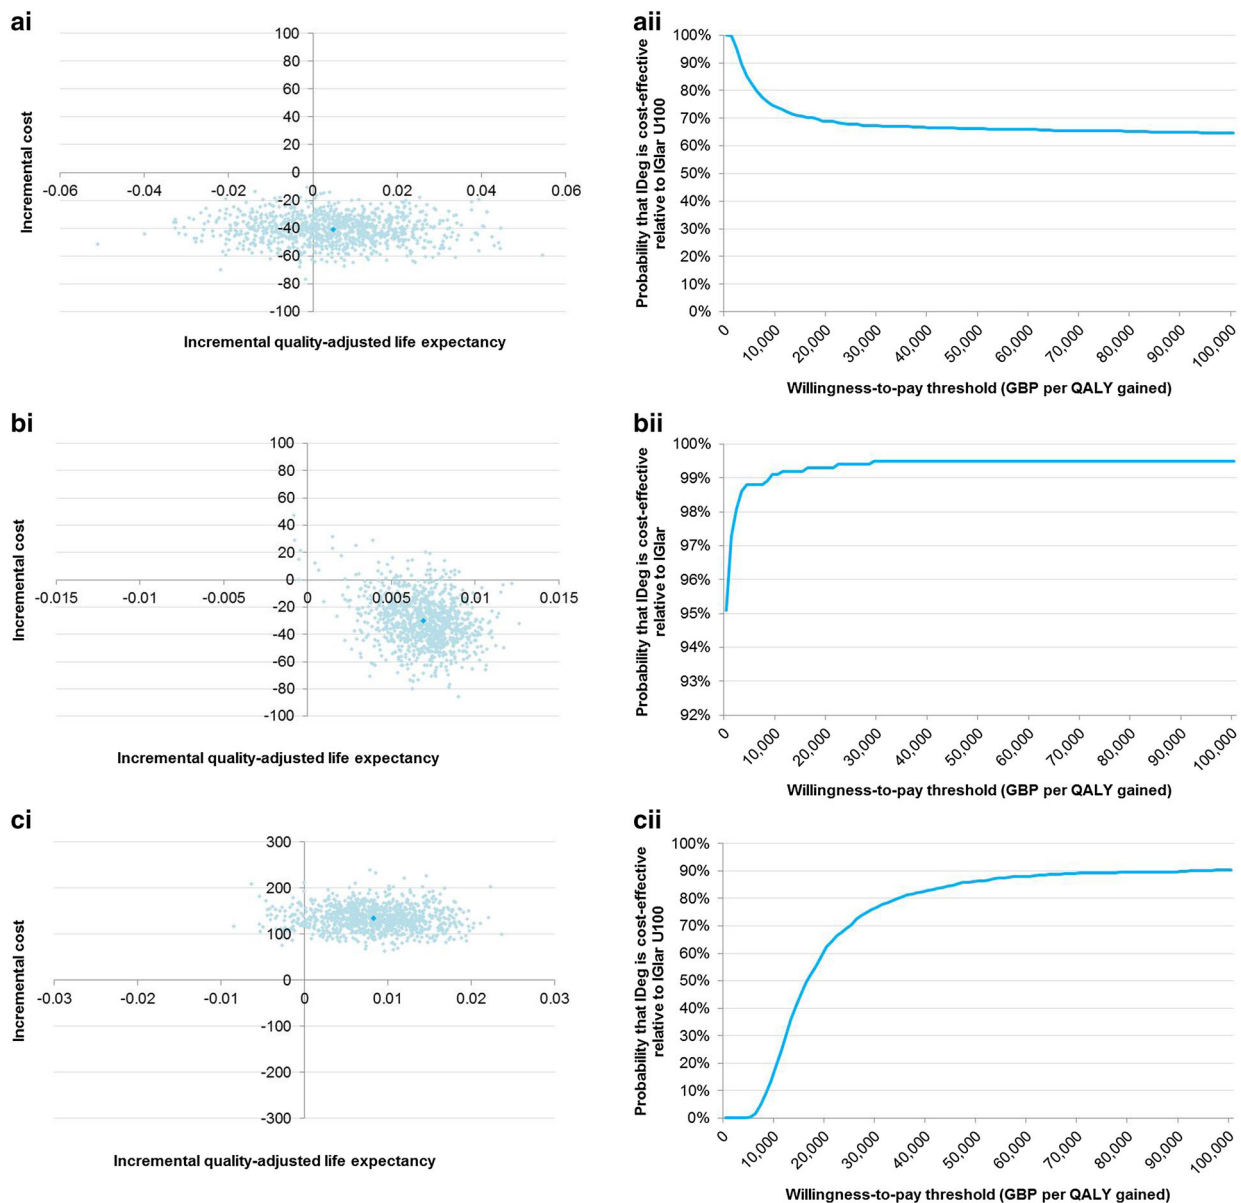 ai
100
80
60
40
20
0
-0.06 -0.04 -0.02 0 0.02 0.04 0.06
-20
-40
-60
-80
-100
Incremental cost
Incremental quality-adjusted life expectancy
aii
100%
90%
80%
70%
60%
50%
40%
30%
20%
10%
0%
0 10,000 20,000 30,000 40,000 50,000 60,000 70,000 80,000 90,000 100,000
Probability that IDeg is cost-effective
relative to IGlar U100
Willingness-to-pay threshold (GBP per QALY gained)
bi
100
80
60
40
20
0
-0.015 -0.01 -0.005 0 0.005 0.01 0.015
-20
-40
-60
-80
-100
Incremental cost
Incremental quality-adjusted life expectancy
bii
100%
99%
98%
97%
96%
95%
94%
93%
92%
0 10,000 20,000 30,000 40,000 50,000 60,000 70,000 80,000 90,000 100,000
Probability that IDeg is cost-effective
relative to IGlar
Willingness-to-pay threshold (GBP per QALY gained)
ci
300
200
100
0
-0.03 -0.02 -0.01 0 0.01 0.02 0.03
-100
-200
-300
Incremental cost
Incremental quality-adjusted life expectancy
cii
100%
90%
80%
70%
60%
50%
40%
30%
20%
10%
0%
0 10,000 20,000 30,000 40,000 50,000 60,000 70,000 80,000 90,000 100,000
Probability that IDeg is cost-effective
relative to IGlar U100
Willingness-to-pay threshold (GBP per QALY gained)